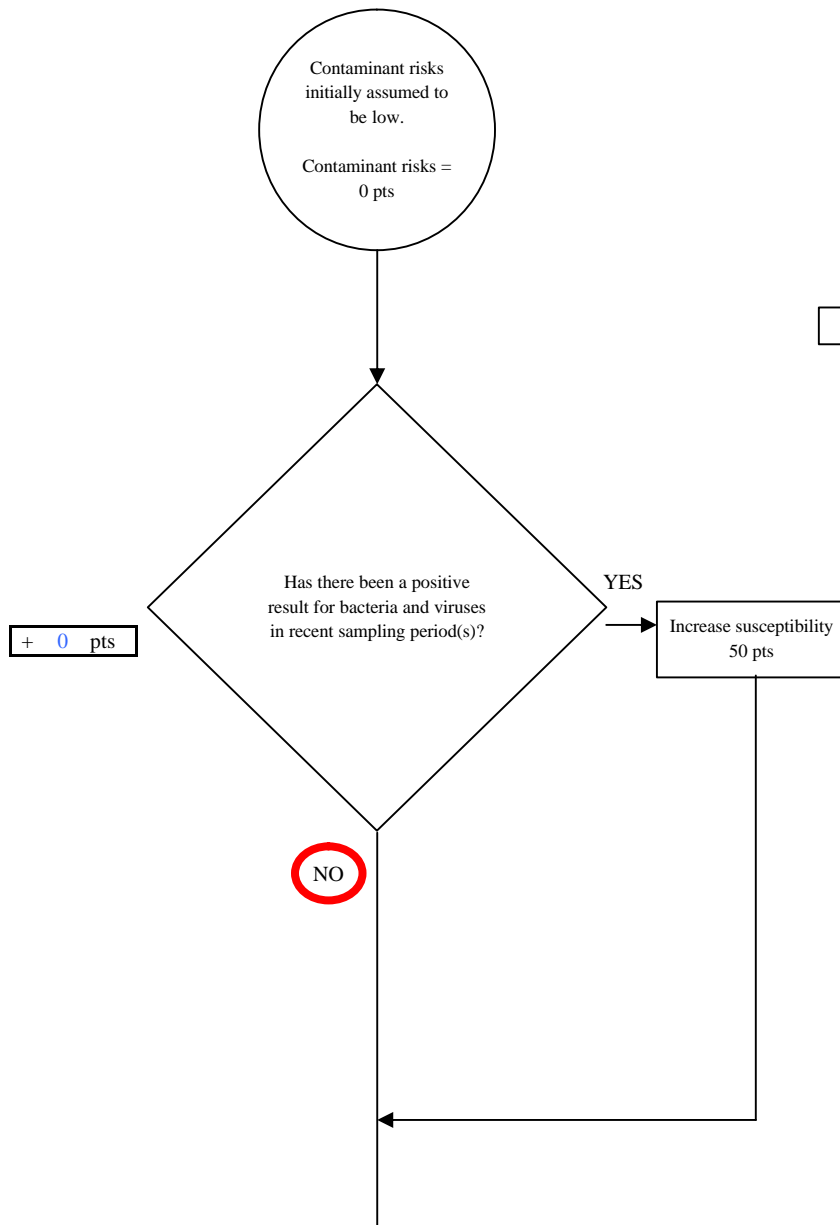 Contaminant risks
initially assumed to
be low.
Contaminant risks =
0 pts
Has there been a positive
result for bacteria and viruses
in recent sampling period(s)?
YES
+ 0 pts
Increase susceptibility
50 pts
NO